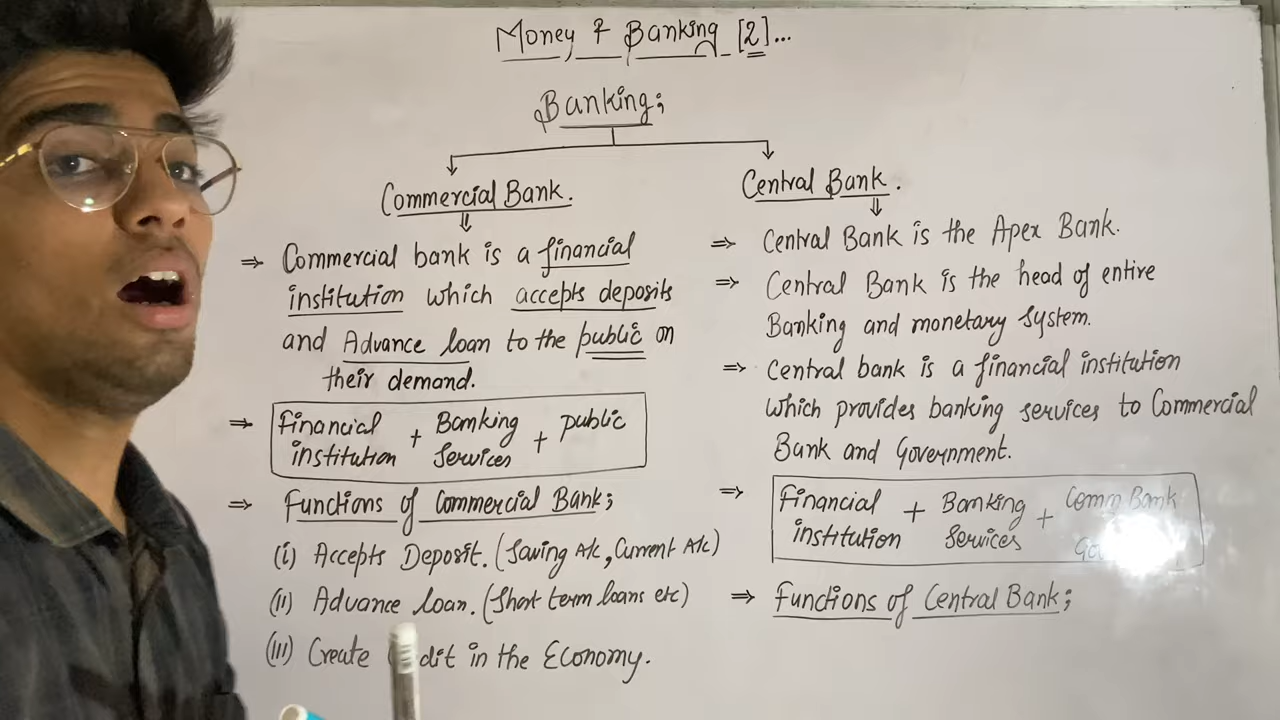 Money & Banking [2]...
Banking;
Commercial Bank.
⇒ Commercial bank is a financial
institution which accepts deposits
and Advance loan to the public on
their demand.
⇒ Financial institution + Banking Services + public
⇒ Functions of Commercial Bank;
(i) Accepts Deposit. (Saving A/c, Current A/c)
(ii) Advance loan. (Short term loans etc)
(iii) Create in the Economy.
Central Bank.
⇒ Central Bank is the Apex Bank.
⇒ Central Bank is the head of entire
Banking and monetary system.
⇒ Central bank is a financial institution
which provides banking services to Commercial
Bank and Government.
⇒ Financial institution + Banking Services + Comm Bank
⇒ Functions of Central Bank;